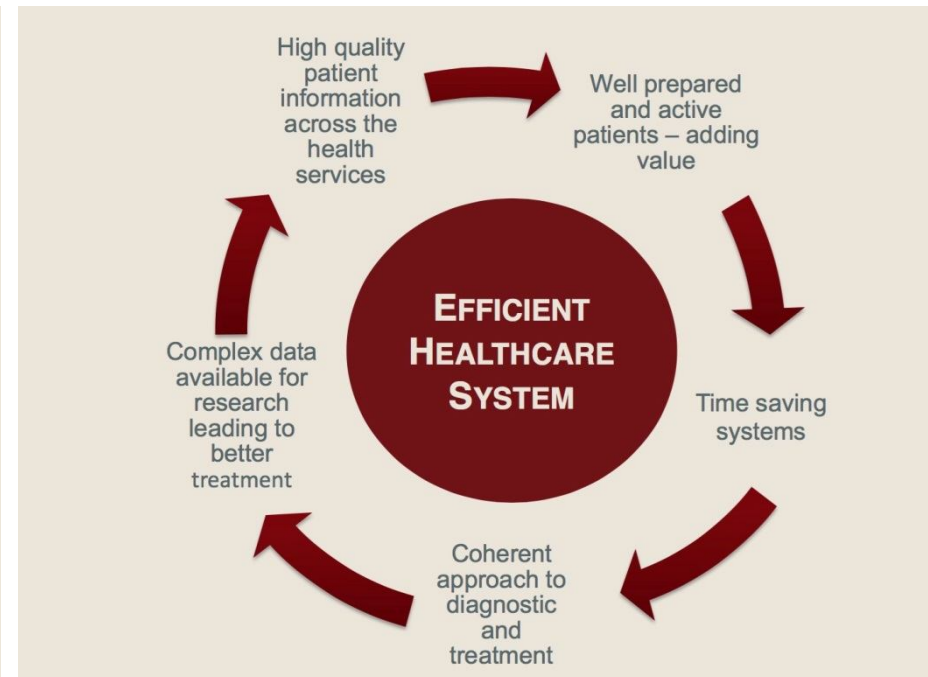 High quality
patient
information
across the
health
services
Well prepared
and active
patients – adding
value
Time saving
systems
Coherent
approach to
diagnostic
and
treatment
Complex data
available for
research
leading to
better
treatment
EFFICIENT
HEALTHCARE
SYSTEM